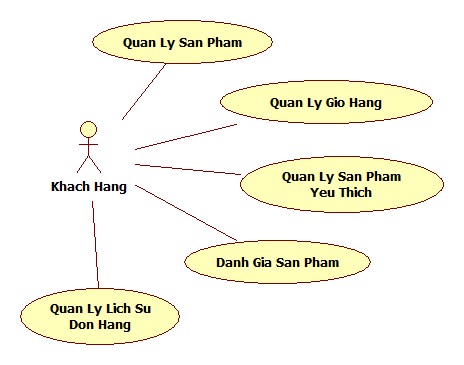 Quan Ly San Pham
Quan Ly Gio Hang
Khach Hang
Quan Ly San Pham
Yeu Thich
Danh Gia San Pham
Quan Ly Lich Su
Don Hang